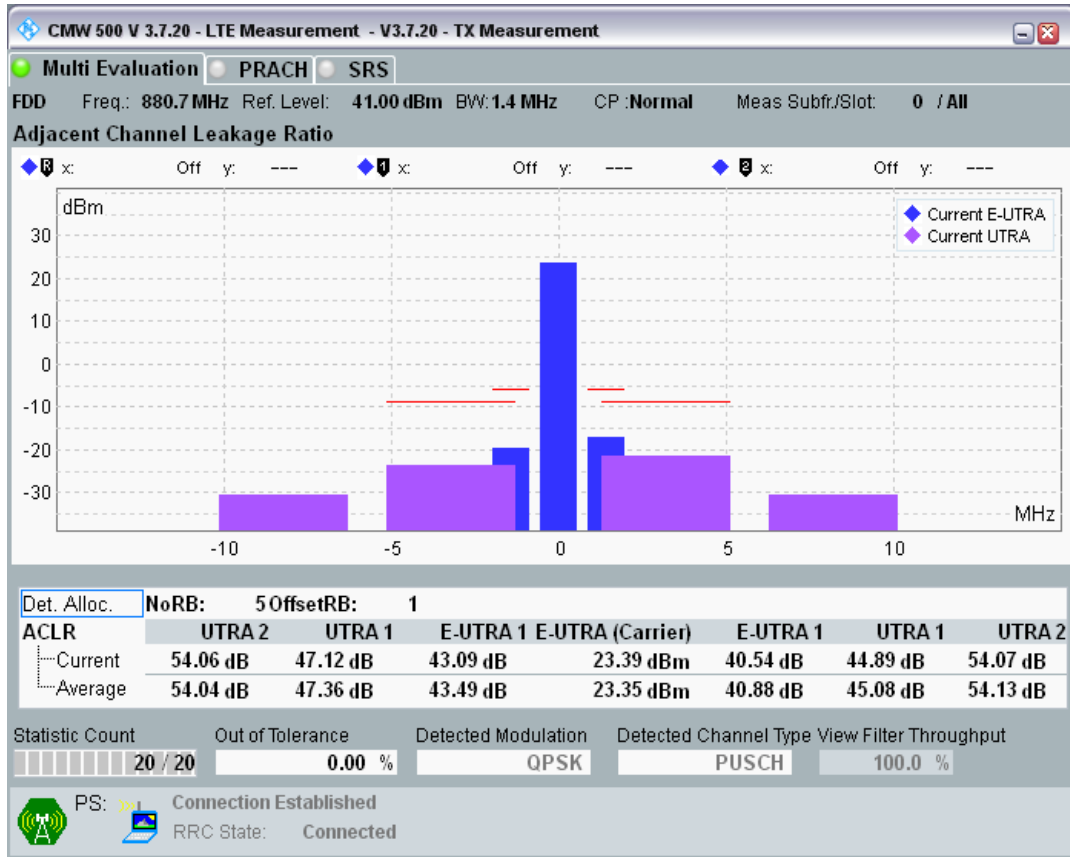 CMW 500 V 3.7.20 - LTE Measurement - V3.7.20 - TX Measurement
Multi Evaluation PRACH SRS
FDD Freq.: 880.7 MHz Ref. Level: 41.00 dBm BW: 1.4 MHz CP :Normal Meas Subfr./Slot: 0 / All
Adjacent Channel Leakage Ratio
R x: Off y: --- 1 x: Off y: --- 2 x: Off y: ---
dBm
Current E-UTRA
Current UTRA
30
20
10
0
-10
-20
-30
MHz
-10 -5 0 5 10
Det. Alloc. NoRB: 5 OffsetRB: 1
ACLR UTRA 2 UTRA 1 E-UTRA 1 E-UTRA (Carrier) E-UTRA 1 UTRA 1 UTRA 2
Current 54.06 dB 47.12 dB 43.09 dB 23.39 dBm 40.54 dB 44.89 dB 54.07 dB
Average 54.04 dB 47.36 dB 43.49 dB 23.35 dBm 40.88 dB 45.08 dB 54.13 dB
Statistic Count Out of Tolerance Detected Modulation Detected Channel Type View Filter Throughput
20 / 20 0.00 % QPSK PUSCH 100.0 %
PS: Connection Established
RRC State: Connected